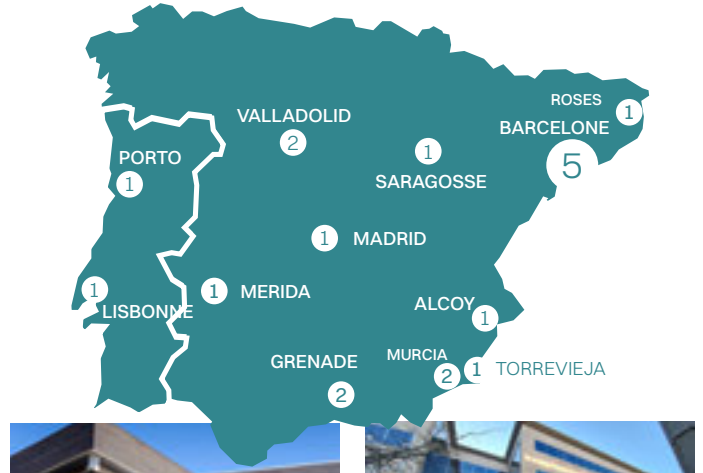 ROSES
1
VALLADOLID
BARCELONE
2
1
5
PORTO
SARAGOSSE
1
1
MADRID
1
LISBONNE
1
MERIDA
ALCOY
1
GRENADE
MURCIA
2
2
1
TORREVIEJA